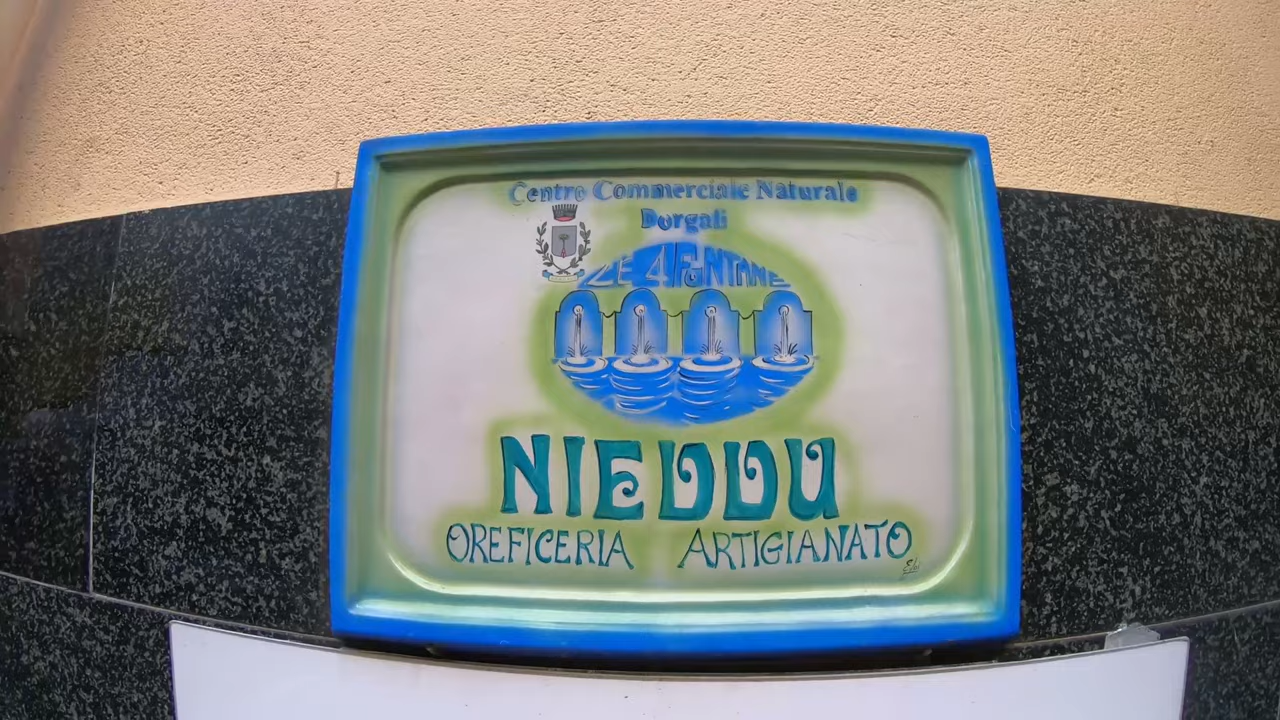 Centro Commerciale Naturale
Dorgali
LE 4 FONTANE
NIEDDU
OREFICERIA ARTIGIANATO